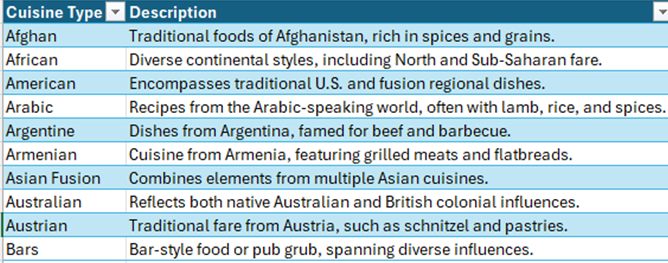 Cuisine Type Description
Afghan Traditional foods of Afghanistan, rich in spices and grains.
African Diverse continental styles, including North and Sub-Saharan fare.
American Encompasses traditional U.S. and fusion regional dishes.
Arabic Recipes from the Arabic-speaking world, often with lamb, rice, and spices.
Argentine Dishes from Argentina, famed for beef and barbecue.
Armenian Cuisine from Armenia, featuring grilled meats and flatbreads.
Asian Fusion Combines elements from multiple Asian cuisines.
Australian Reflects both native Australian and British colonial influences.
Austrian Traditional fare from Austria, such as schnitzel and pastries.
Bars Bar-style food or pub grub, spanning diverse influences.